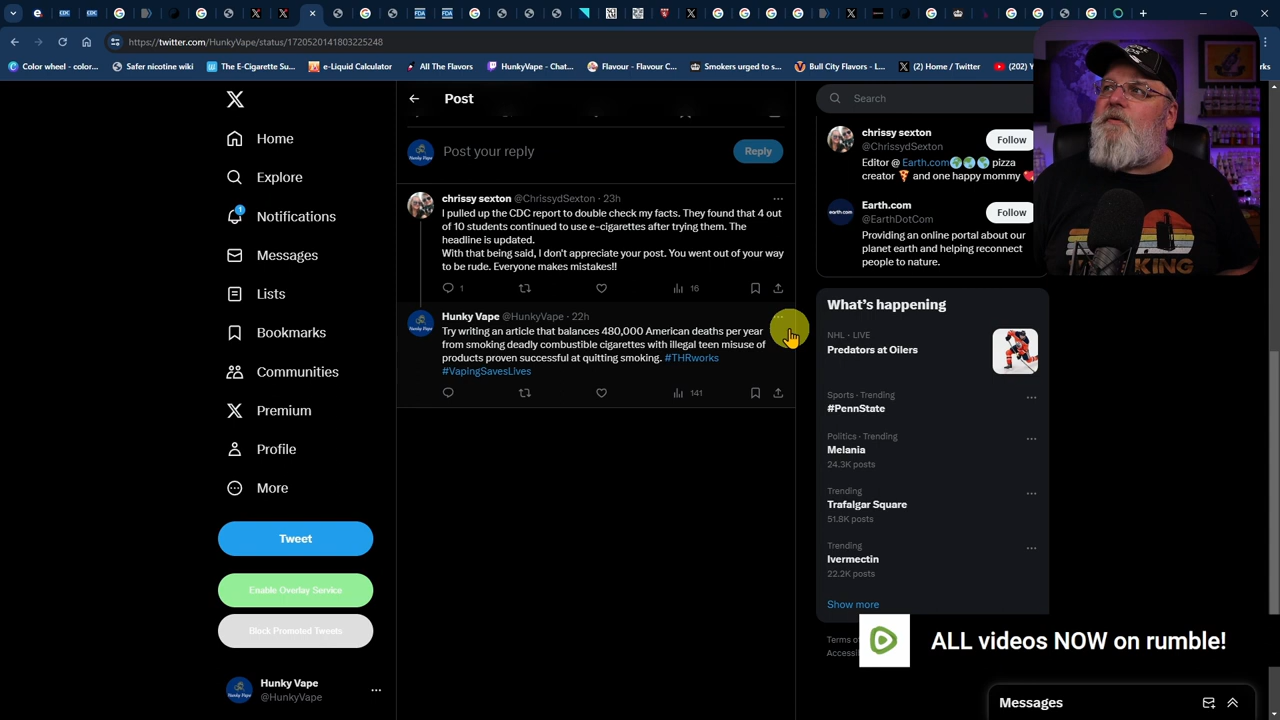 https://twitter.com/HunkyVape/status/1720520141803225248
Color wheel - color...
Safer nicotine wiki
The E-Cigarette Su...
e-Liquid Calculator
All The Flavors
HunkyVape - Chat...
Flavour - Flavour C...
Smokers urged to s...
Bull City Flavors - L...
(2) Home / Twitter
Home
Explore
1
Notifications
Messages
Lists
Bookmarks
Communities
Premium
Profile
More
Tweet
Enable Overlay Service
Block Promoted Tweets
Hunky Vape
@HunkyVape
Post
Post your reply
Reply
chrissy sexton @ChrissydSexton · 23h
I pulled up the CDC report to double check my facts. They found that 4 out
of 10 students continued to use e-cigarettes after trying them. The
headline is updated.
With that being said, I don't appreciate your post. You went out of your way
to be rude. Everyone makes mistakes!!
1
16
Hunky Vape @HunkyVape · 22h
Try writing an article that balances 480,000 American deaths per year
from smoking deadly combustible cigarettes with illegal teen misuse of
products proven successful at quitting smoking. #THRworks
#VapingSavesLives
141
Search
chrissy sexton
@ChrissydSexton
Follow
Editor @ Earth.com🌎🌎🌎 pizza
creator 🍕 and one happy mommy ❤️
Earth.com
@EarthDotCom
Follow
Providing an online portal about our
planet earth and helping reconnect
people to nature.
What's happening
NHL · LIVE
Predators at Oilers
Sports · Trending
#PennState
Politics · Trending
Melania
24.3K posts
Trending
Trafalgar Square
51.8K posts
Trending
Ivermectin
22.2K posts
Show more
Terms of
ALL videos NOW on rumble!
Messages